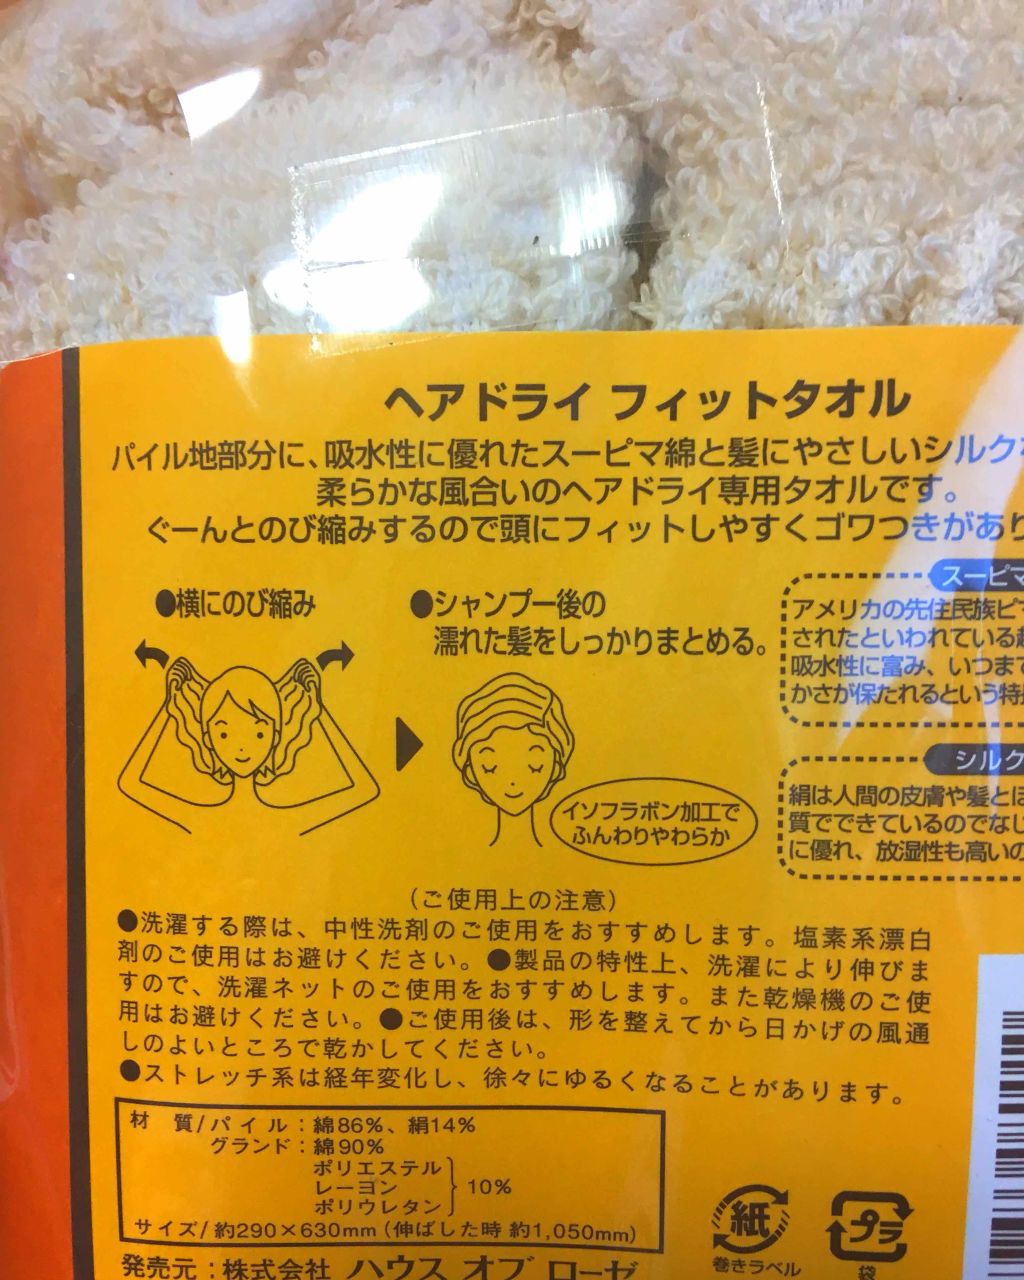 ヘアドライ フィットタオル
パイル地部分に、吸水性に優れたスーピマ綿と髪にやさしいシルク
柔らかな風合いのヘアドライ専用タオルです。
ぐーんとのび縮みするので頭にフィットしやすくゴワつきがあり
●横にのび縮み
●シャンプー後の
濡れた髪をしっかりまとめる。
イソフラボン加工で
ふんわりやわらか
スーピマ
アメリカの先住民族ピマ
されたといわれている
吸水性に富み、いつまで
かさが保たれるという特
シルク
絹は人間の皮膚や髪とほ
質でできているのでなじ
に優れ、放湿性も高いの
(ご使用上の注意)
●洗濯する際は、中性洗剤のご使用をおすすめします。塩素系漂白
剤のご使用はお避けください。●製品の特性上、洗濯により伸びま
すので、洗濯ネットのご使用をおすすめします。また乾燥機のご使
用はお避けください。●ご使用後は、形を整えてから日かげの風通
しのよいところで乾かしてください。
●ストレッチ系は経年変化し、徐々にゆるくなることがあります。
材 質/パイル:綿86%、絹14%
グランド:綿90%
ポリエステル
レーヨン 10%
ポリウレタン
サイズ/約290×630mm(伸ばした時 約1,050mm)
発売元:株式会社 ハウス オブ ローゼ
紙
巻きラベル
プラ
袋